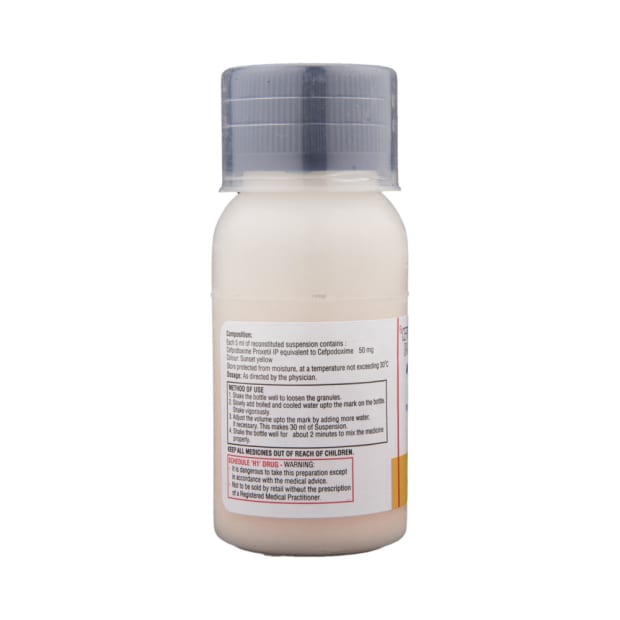 Composition:
Each 5 ml of reconstituted suspension contains :
Cefpodoxime Proxetil IP equivalent to Cefpodoxime 50 mg
Colour: Sunset yellow
Store protected from moisture, at a temperature not exceeding 30°C
Dosage: As directed by the physician.
METHOD OF USE
1. Shake the bottle well to loosen the granules.
2. Slowly add boiled and cooled water upto the mark on the bottle.
Shake vigorously.
3. Adjust the volume upto the mark by adding more water,
if necessary. This makes 30 ml of Suspension.
4. Shake the bottle well for about 2 minutes to mix the medicine
properly.
KEEP ALL MEDICINES OUT OF REACH OF CHILDREN.
SCHEDULE 'H1' DRUG - WARNING:
- It is dangerous to take this preparation except
in accordance with the medical advice.
- Not to be sold by retail without the prescription
of a Registered Medical Practitioner.